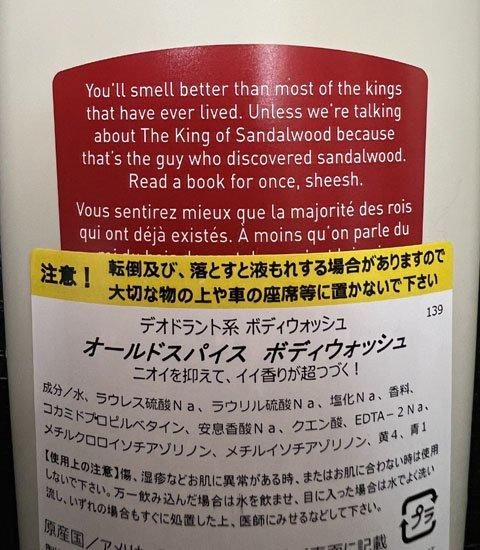 You'll smell better than most of the kings
that have ever lived. Unless we're talking
about The King of Sandalwood because
that's the guy who discovered sandalwood.
Read a book for once, sheesh.
Vous sentirez mieux que la majorité des rois
qui ont déjà existés. À moins qu'on parle du
注意！ 転倒及び、落とすと液もれする場合がありますので
大切な物の上や車の座席等に置かないで下さい
139
デオドラント系 ボディウォッシュ
オールドスパイス ボディウォッシュ
ニオイを抑えて、イイ香りが超つづく！
成分／水、ラウレス硫酸Ｎａ、ラウリル硫酸Ｎａ、塩化Ｎａ、香料、
コカミドプロピルベタイン、安息香酸Ｎａ、クエン酸、EDTA－２Ｎａ、
メチルクロロイソチアゾリノン、メチルイソチアゾリノン、黄４、青１
【使用上の注意】傷、湿疹などお肌に異常がある時、またはお肌に合わない時は使用
しないで下さい。万一飲み込んだ場合は水を飲ませ、目に入った場合は水でよく洗い
流し、いずれの場合もすぐに処置した上、医師にみせるなどして下さい。
プラ
原産国／アメリカ